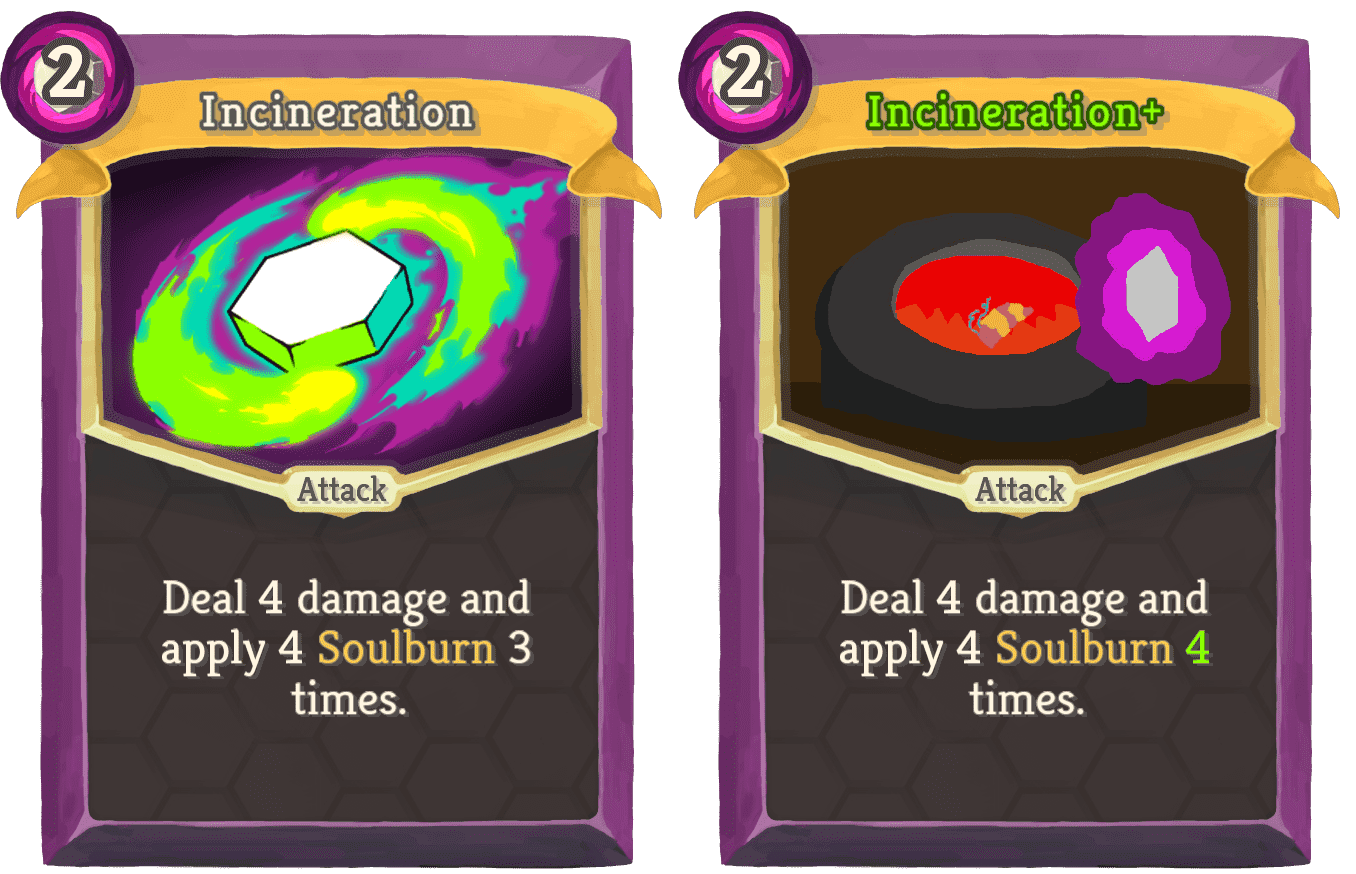 2
Incineration
Attack
Deal 4 damage and
apply 4 Soulburn 3
times.
2
Incineration+
Attack
Deal 4 damage and
apply 4 Soulburn 4
times.